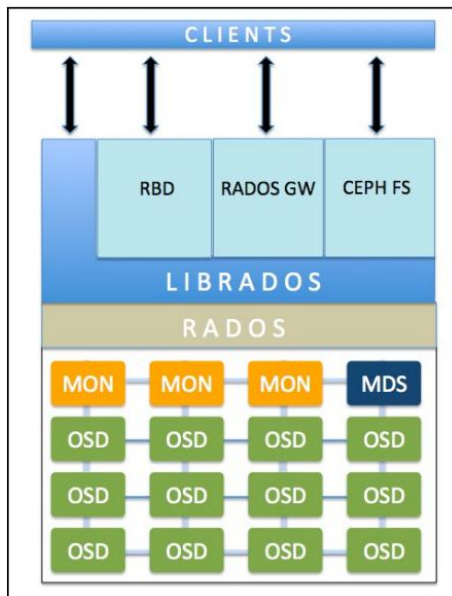 CLIENTS
RBD RADOS GW CEPH FS
LIBRADOS
RADOS
MON MON MON MDS
OSD OSD OSD OSD
OSD OSD OSD OSD
OSD OSD OSD OSD